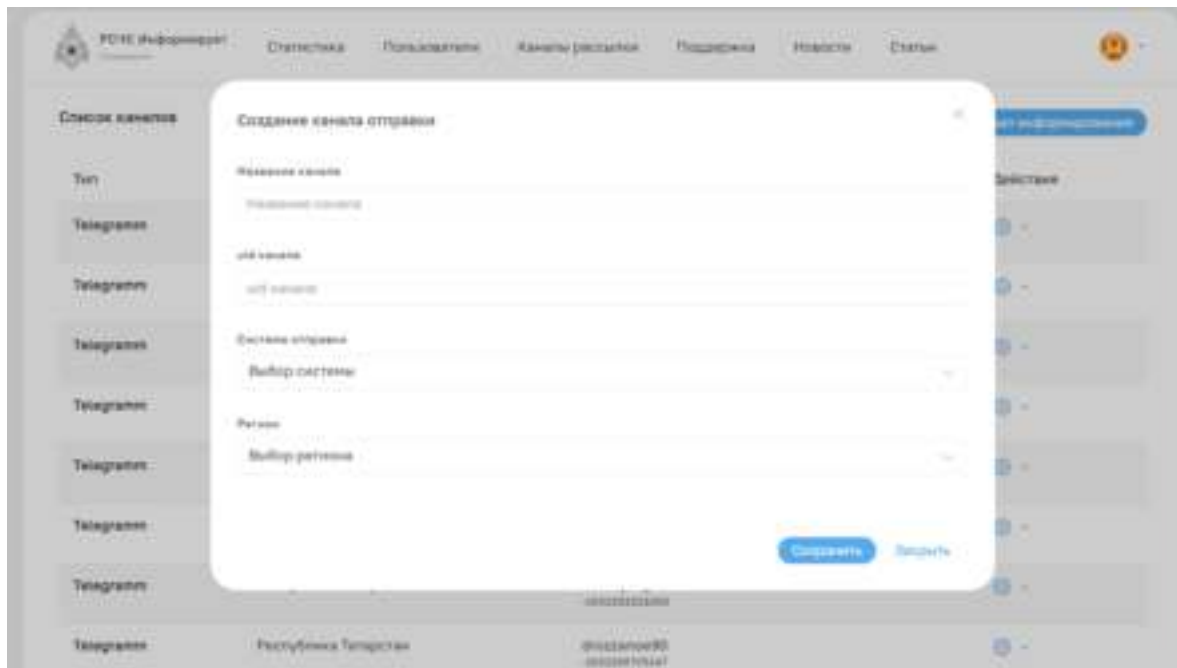 РСЧС Информирует
Статистика
Пользователи
Каналы рассылки
Поддержка
Новости
Статьи
Список каналов
информирования
Создание канала отправки
Тип
Действия
Название канала
Название канала
uid канала
uid канала
Система отправки
Выбор системы
Регион
Выбор региона
Сохранить
Закрыть
Telegramm
Telegramm
Telegramm
Telegramm
Telegramm
Telegramm
Telegramm
Telegramm
Республика Татарстан